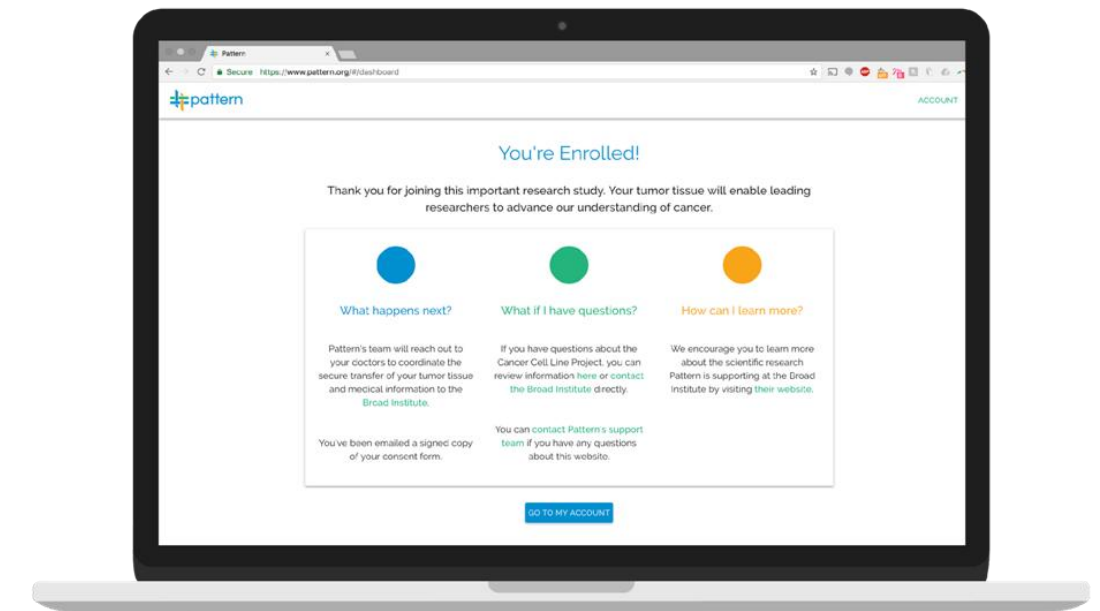 Pattern
Secure https://www.pattern.org/#/dashboard
pattern
ACCOUNT
You're Enrolled!
Thank you for joining this important research study. Your tumor tissue will enable leading
researchers to advance our understanding of cancer.
What happens next?
Pattern's team will reach out to
your doctors to coordinate the
secure transfer of your tumor tissue
and medical information to the
Broad Institute.
You've been emailed a signed copy
of your consent form.
What if I have questions?
If you have questions about the
Cancer Cell Line Project, you can
review information here or contact
the Broad Institute directly.
You can contact Pattern's support
team if you have any questions
about this website.
How can I learn more?
We encourage you to learn more
about the scientific research
Pattern is supporting at the Broad
Institute by visiting their website.
GO TO MY ACCOUNT